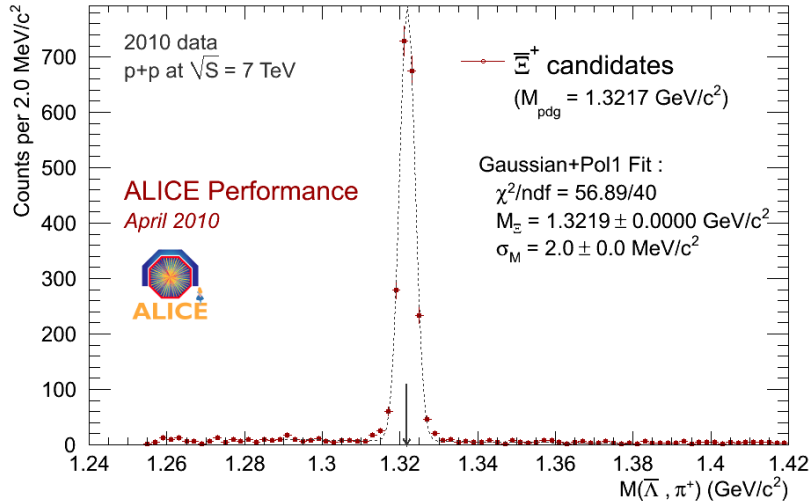 Counts per 2.0 MeV/c²
700
600
500
400
300
200
100
0
2010 data
p+p at √S = 7 TeV
Ξ̅⁺ candidates
(M_pdg = 1.3217 GeV/c²)
ALICE Performance
April 2010
ALICE
Gaussian+Pol1 Fit :
χ²/ndf = 56.89/40
M_Ξ = 1.3219 ± 0.0000 GeV/c²
σ_M = 2.0 ± 0.0 MeV/c²
1.24 1.26 1.28 1.3 1.32 1.34 1.36 1.38 1.4 1.42
M(Λ̅ , π⁺) (GeV/c²)